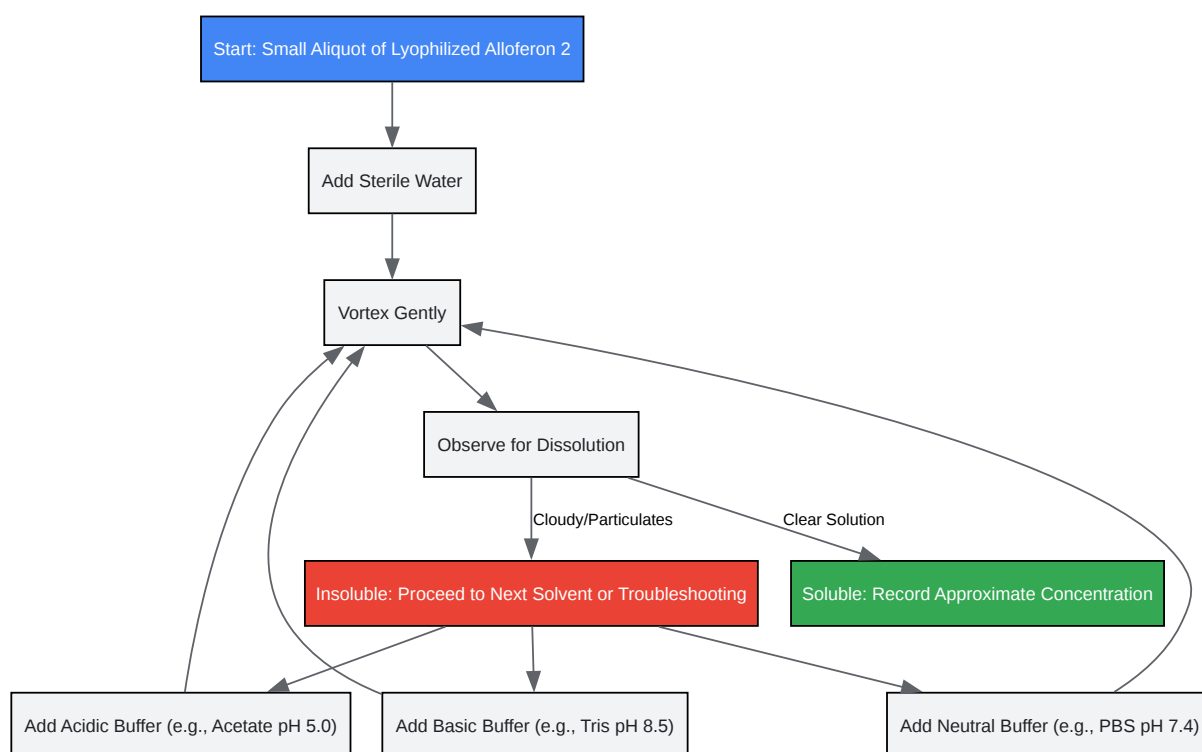 Start: Small Aliquot of Lyophilized Alloferon 2
Add Sterile Water
Vortex Gently
Observe for Dissolution
Cloudy/Particulates
Clear Solution
Insoluble: Proceed to Next Solvent or Troubleshooting
Soluble: Record Approximate Concentration
Add Acidic Buffer (e.g., Acetate pH 5.0)
Add Basic Buffer (e.g., Tris pH 8.5)
Add Neutral Buffer (e.g., PBS pH 7.4)